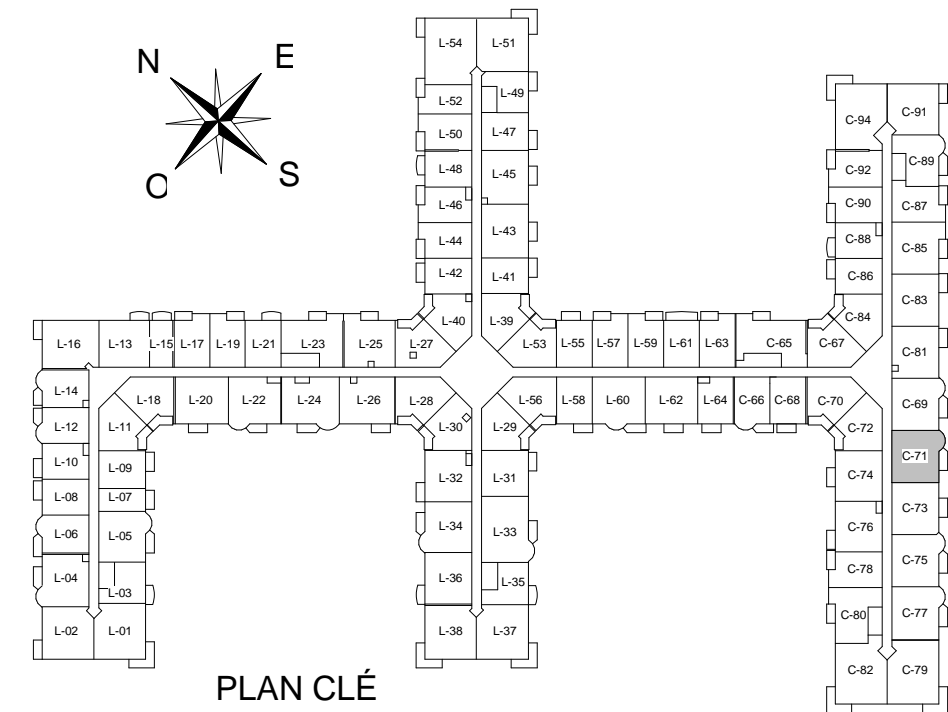 N E
O S
L-54 L-51
L-52 L-49
L-50 L-47
L-48 L-45
L-46 L-43
L-44
L-42 L-41
L-40 L-39
L-16 L-13 L-15 L-17 L-19 L-21 L-23 L-25 L-27
L-53 L-55 L-57 L-59 L-61 L-63 C-65 C-67
L-14 L-18 L-20 L-22 L-24 L-26 L-28
L-56 L-58 L-60 L-62 L-64 C-66 C-68 C-70
L-12 L-11 L-30 L-29 C-72
L-10 L-09
L-08 L-07
L-06 L-05
L-04 L-03
L-02 L-01
L-32 L-31
L-34 L-33
L-36 L-35
L-38 L-37
C-94 C-91
C-92 C-89
C-90 C-87
C-88 C-85
C-86 C-83
C-84 C-81
C-69
C-71
C-74 C-73
C-76 C-75
C-78
C-80 C-77
C-82 C-79
PLAN CLÉ